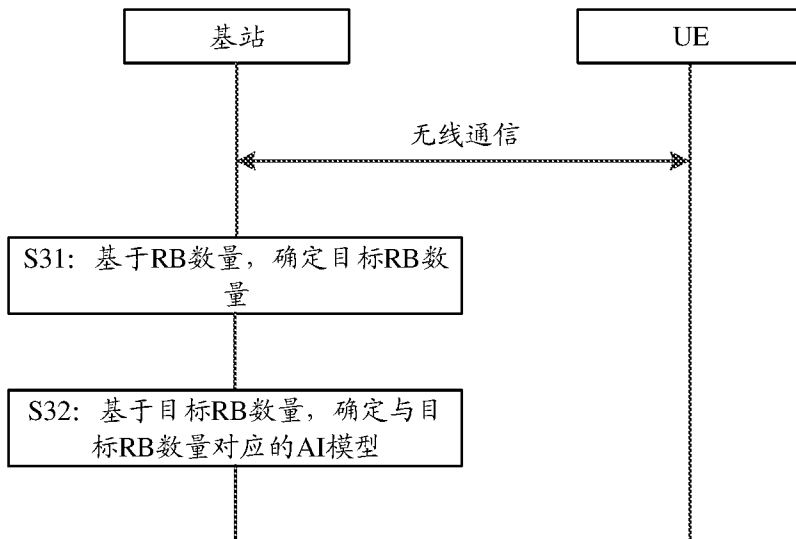 基站
UE
无线通信
S31：基于RB数量，确定目标RB数
量
S32：基于目标RB数量，确定与目
标RB数量对应的AI模型